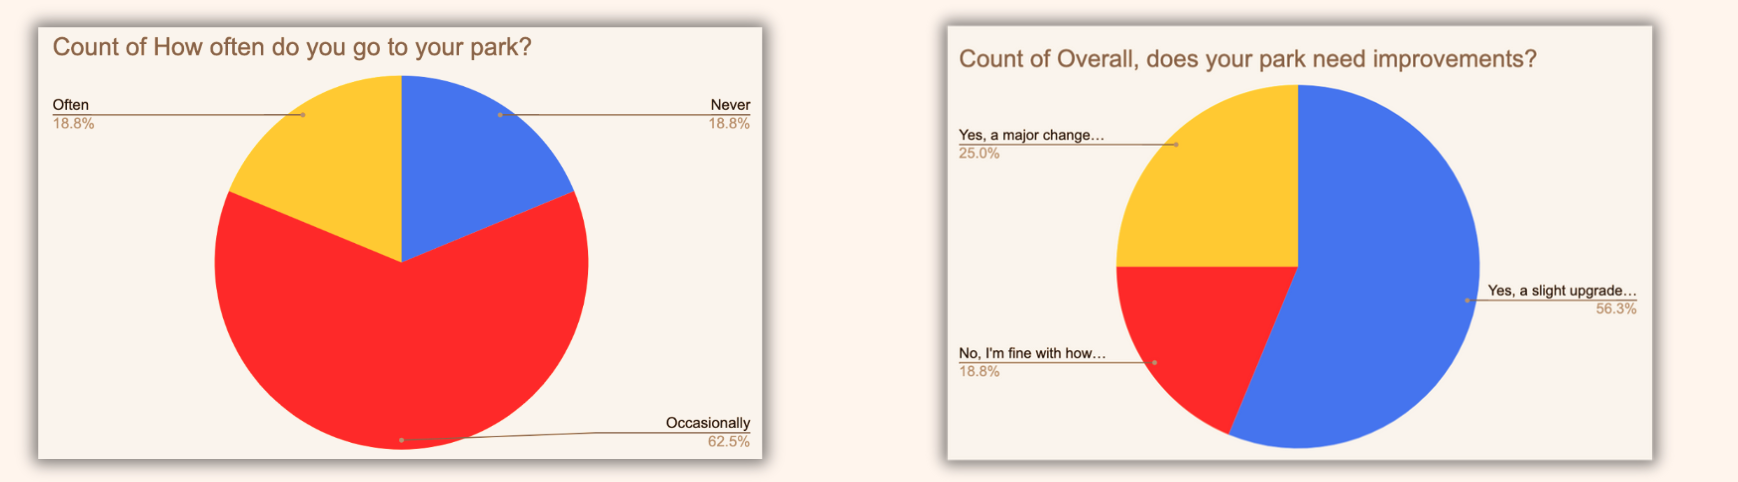 Count of How often do you go to your park?
Often
18.8%
Never
18.8%
Occasionally
62.5%
Count of Overall, does your park need improvements?
Yes, a major change…
25.0%
Yes, a slight upgrade…
56.3%
No, I'm fine with how…
18.8%